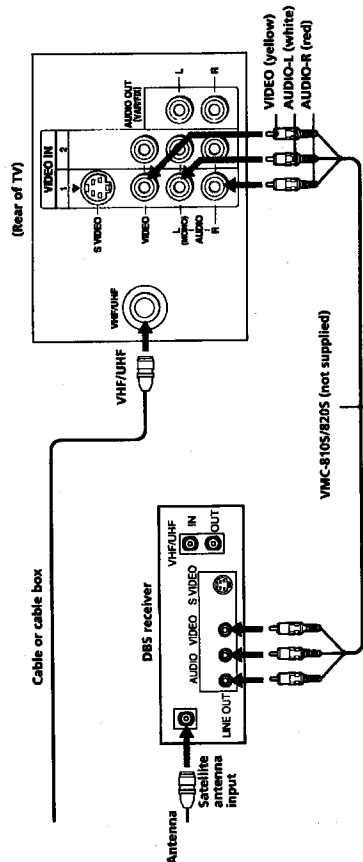 (Rear of TV)
VIDEO IN
1 2
S VIDEO
AUDIO OUT
(VAR/FIX)
VIDEO
L
(MONO)
AUDIO
R
L
R
VHF/UHF
VHF/UHF
Cable or cable box
VIDEO (yellow)
AUDIO-L (white)
AUDIO-R (red)
VMC-810S/820S (not supplied)
DBS receiver
VHF/UHF
IN
OUT
AUDIO VIDEO S VIDEO
LINE OUT
Satellite
antenna
input
Antenna